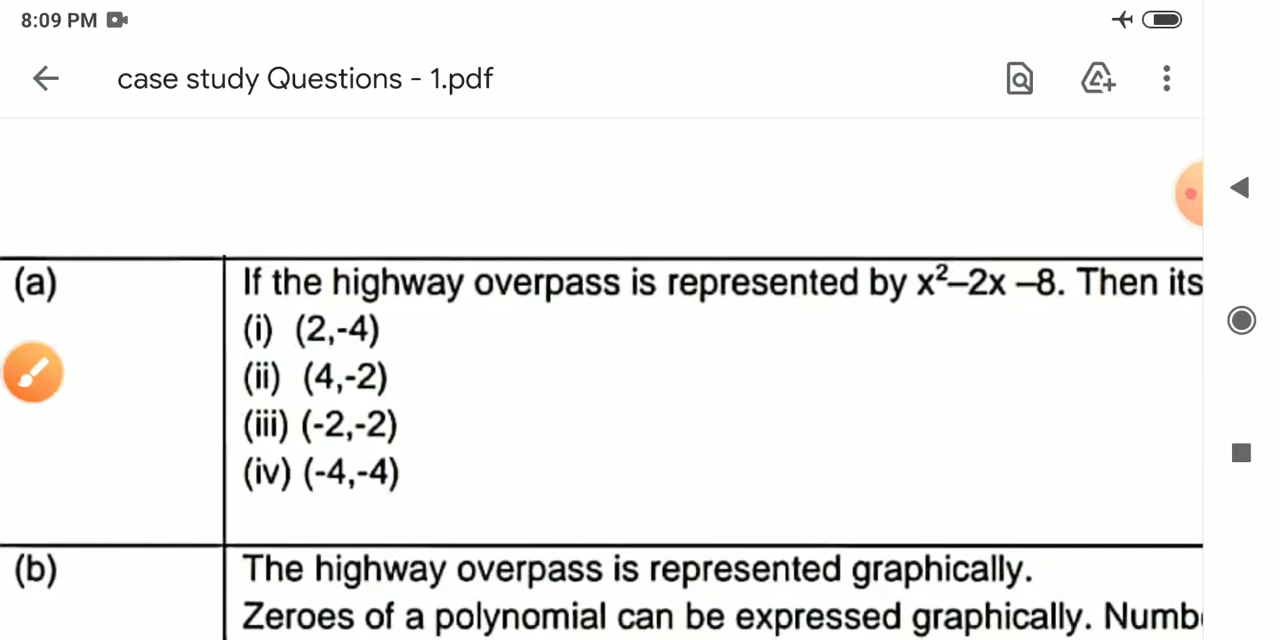 8:09 PM
case study Questions - 1.pdf
(a) If the highway overpass is represented by x²–2x –8. Then its
(i) (2,-4)
(ii) (4,-2)
(iii) (-2,-2)
(iv) (-4,-4)
(b) The highway overpass is represented graphically.
Zeroes of a polynomial can be expressed graphically.